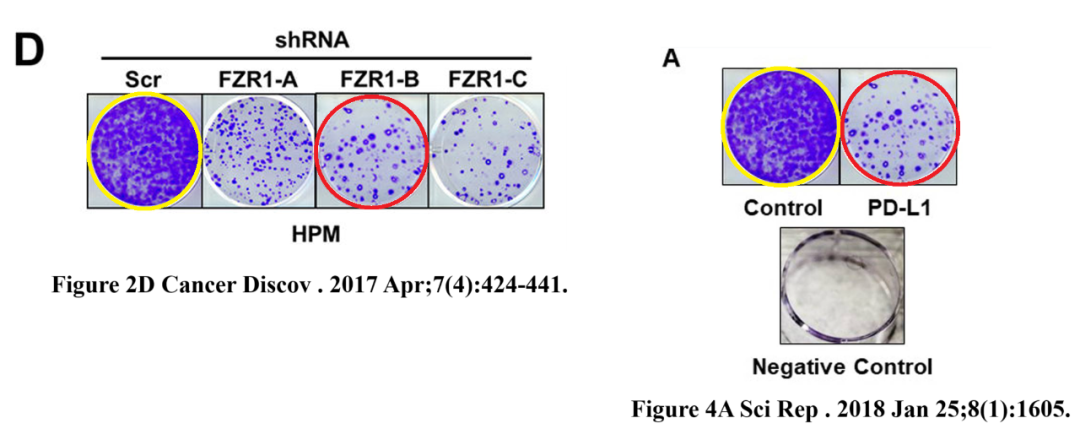 D
shRNA
Scr FZR1-A FZR1-B FZR1-C
HPM
Figure 2D Cancer Discov . 2017 Apr;7(4):424-441.
A
Control PD-L1
Negative Control
Figure 4A Sci Rep . 2018 Jan 25;8(1):1605.